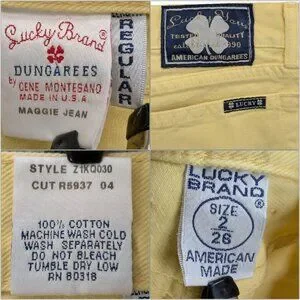 Lucky Brand
DUNGAREES
by GENE MONTESANO
MADE IN U.S.A
MAGGIE JEAN
REGULAR
Lucky
AMERICAN DUNGAREES
LUCKY
STYLE Z1KQ030
CUT R5937 04
100% COTTON
MACHINE WASH COLD
WASH SEPARATELY
DO NOT BLEACH
TUMBLE DRY LOW
RN 80318
LUCKY
BRAND
SIZE
2
26
AMERICAN
MADE